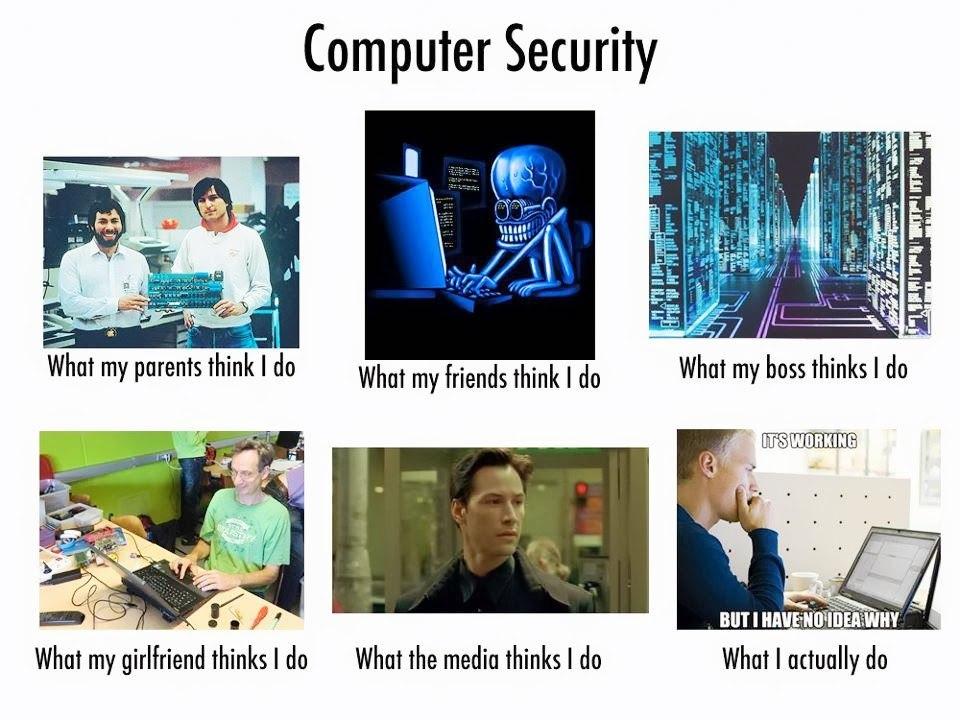 Computer Security
What my parents think I do
What my friends think I do
What my boss thinks I do
IT'S WORKING
BUT I HAVE NO IDEA WHY
What my girlfriend thinks I do
What the media thinks I do
What I actually do